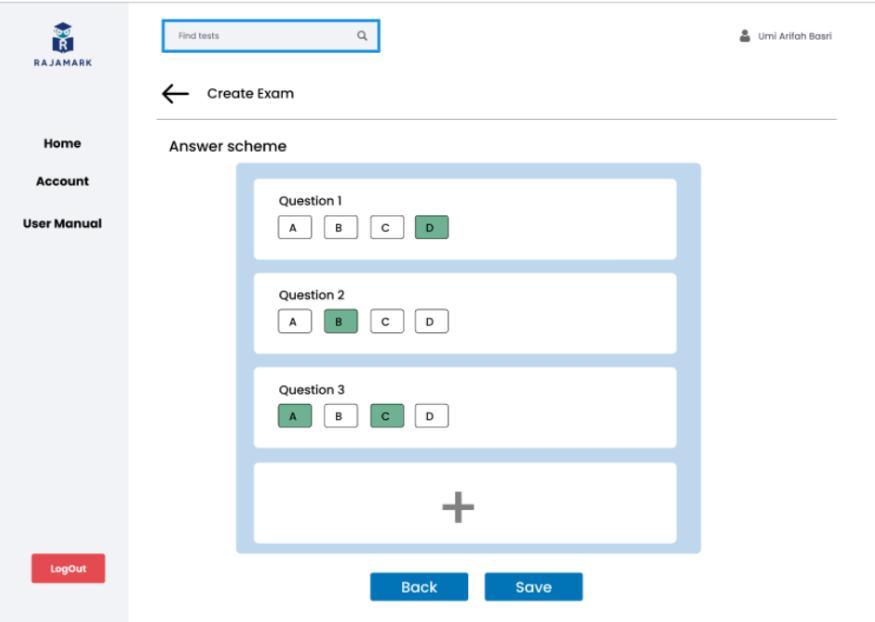 R
RAJAMARK
Home
Account
User Manual
LogOut
Find tests
Umi Arifah Basri
Create Exam
Answer scheme
Question 1
A B C D
Question 2
A B C D
Question 3
A B C D
Back Save